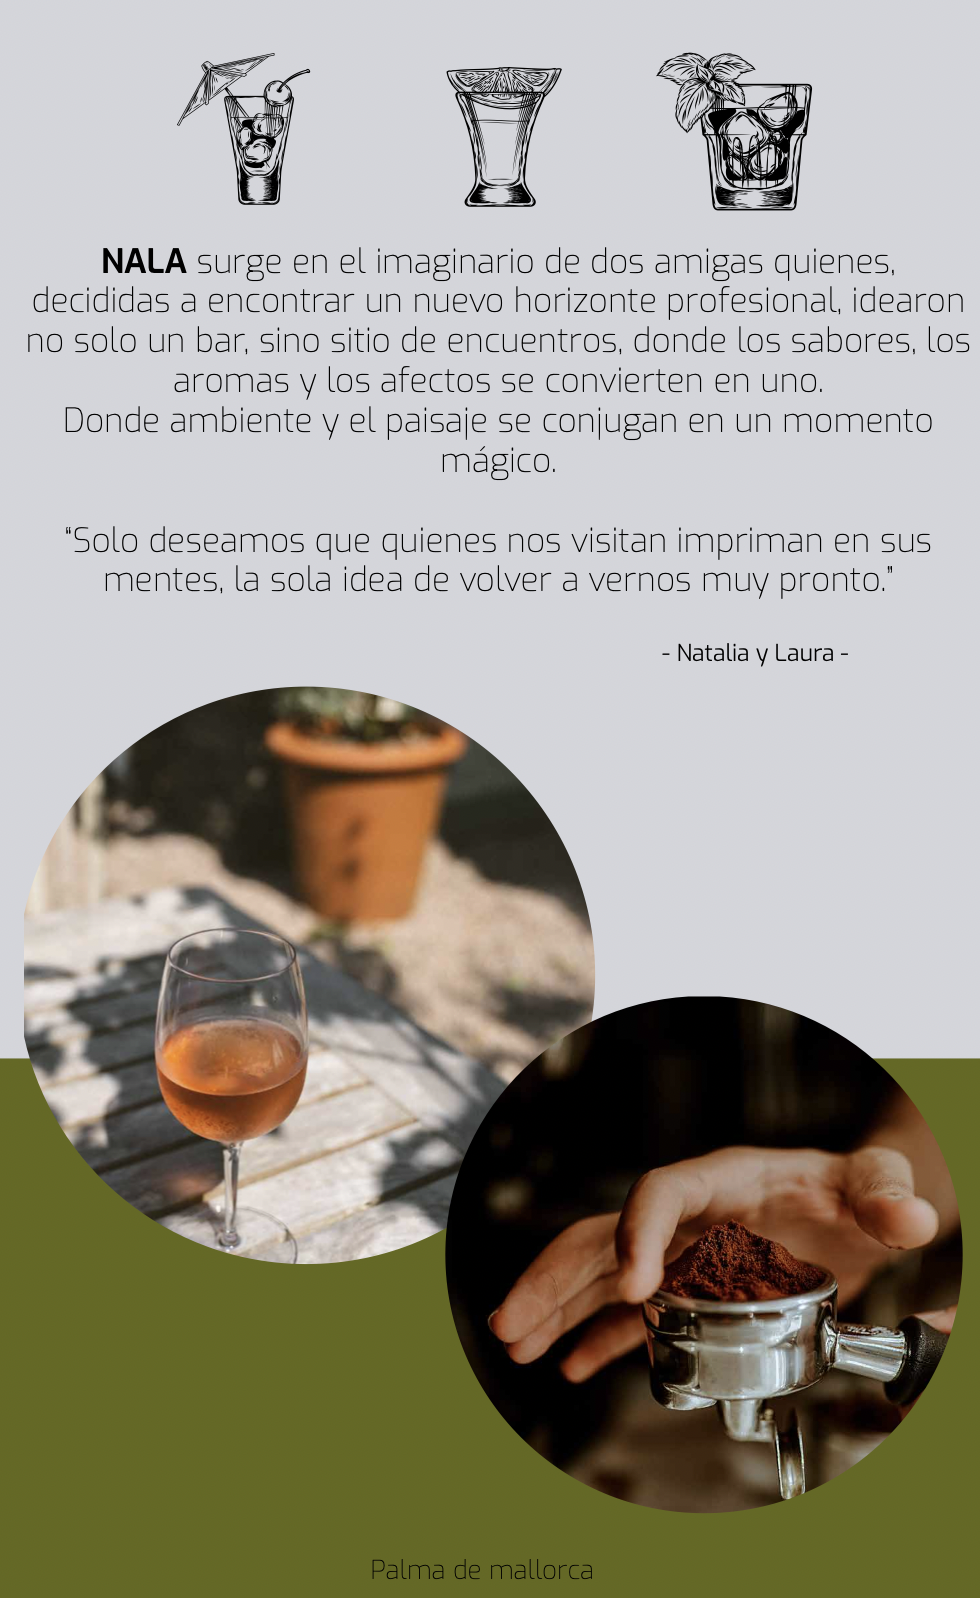 NALA surge en el imaginario de dos amigas quienes,
decididas a encontrar un nuevo horizonte profesional, idearon
no solo un bar, sino sitio de encuentros, donde los sabores, los
aromas y los afectos se convierten en uno.
Donde ambiente y el paisaje se conjugan en un momento
mágico.
“Solo deseamos que quienes nos visitan impriman en sus
mentes, la sola idea de volver a vernos muy pronto.”
- Natalia y Laura -
Palma de mallorca